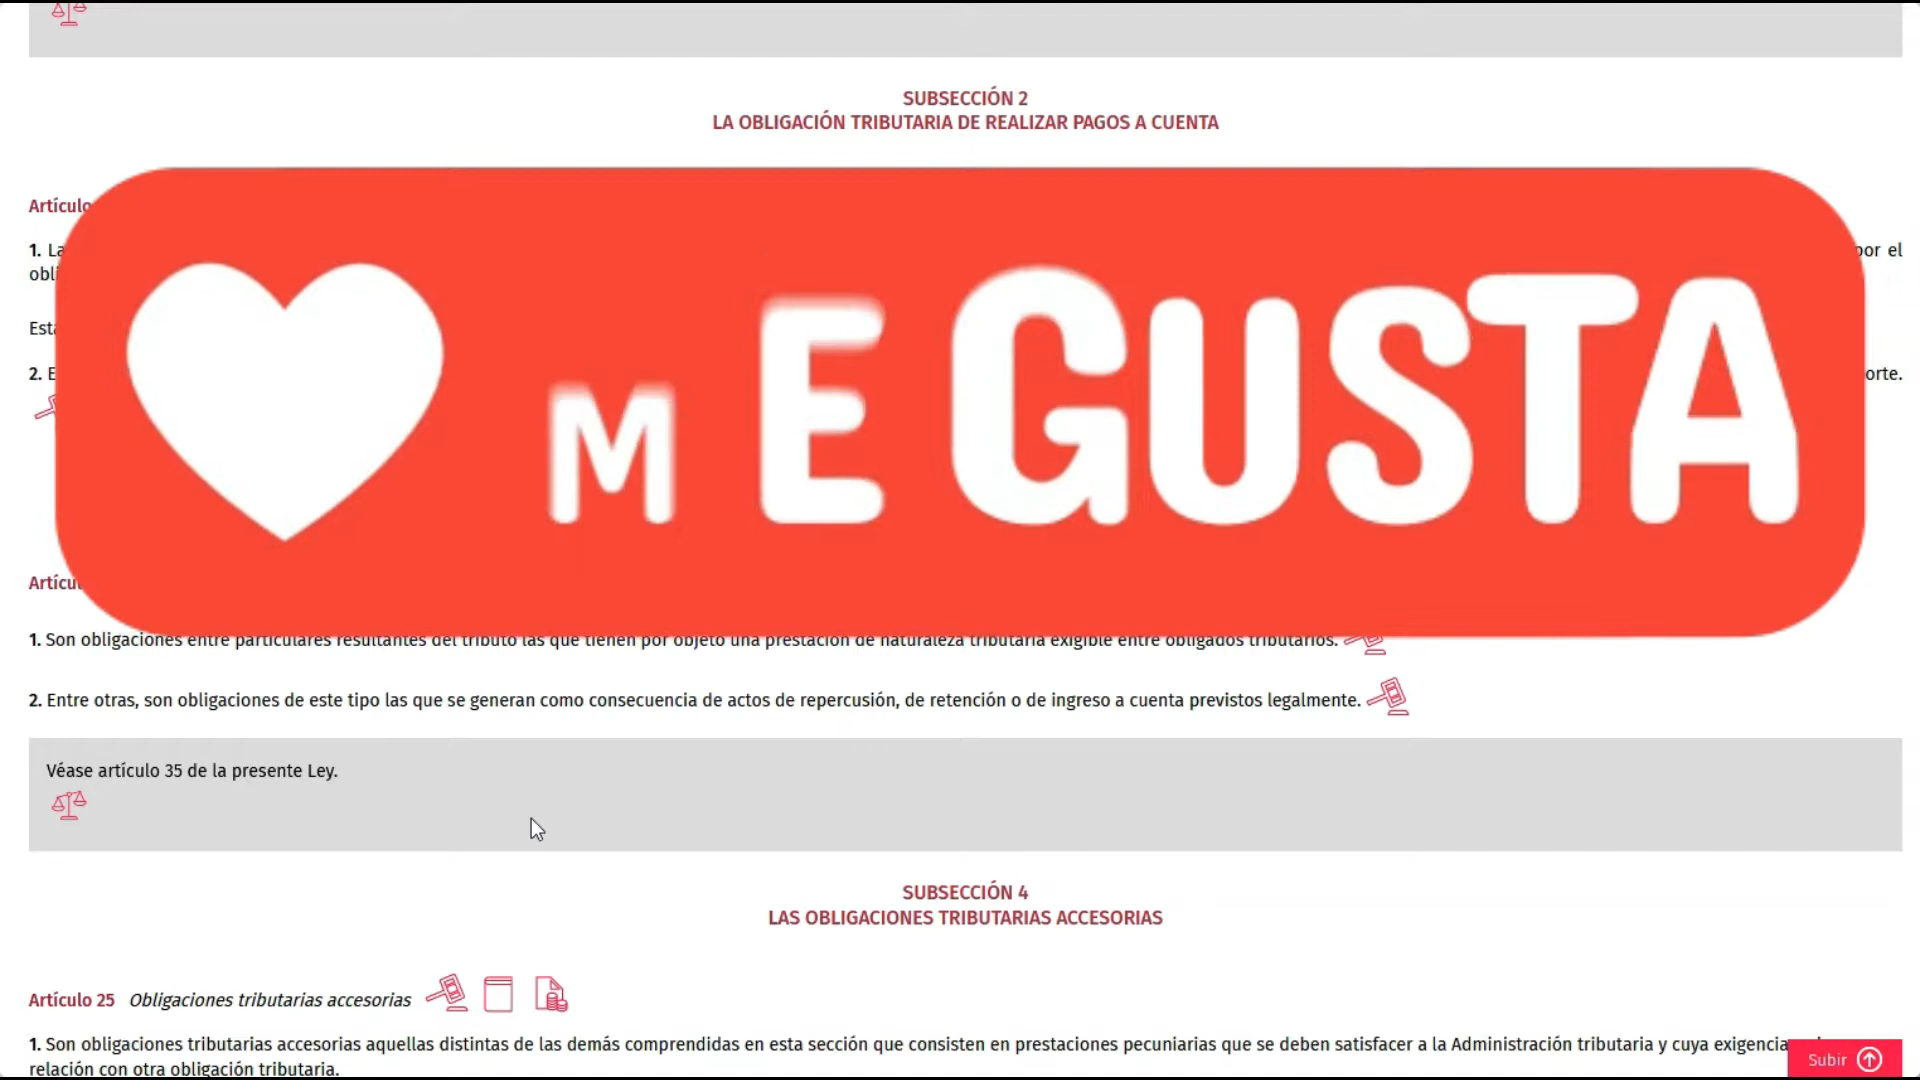 SUBSECCIÓN 2
LA OBLIGACIÓN TRIBUTARIA DE REALIZAR PAGOS A CUENTA
Artículo
1. La
por el
obli
Esta
2. E
orte.
ME GUSTA
Artícu
1. Son obligaciones entre particulares resultantes del tributo las que tienen por objeto una prestación de naturaleza tributaria exigible entre obligados tributarios.
2. Entre otras, son obligaciones de este tipo las que se generan como consecuencia de actos de repercusión, de retención o de ingreso a cuenta previstos legalmente.
Véase artículo 35 de la presente Ley.
SUBSECCIÓN 4
LAS OBLIGACIONES TRIBUTARIAS ACCESORIAS
Artículo 25 Obligaciones tributarias accesorias
1. Son obligaciones tributarias accesorias aquellas distintas de las demás comprendidas en esta sección que consisten en prestaciones pecuniarias que se deben satisfacer a la Administración tributaria y cuya exigencia
relación con otra obligación tributaria.
Subir